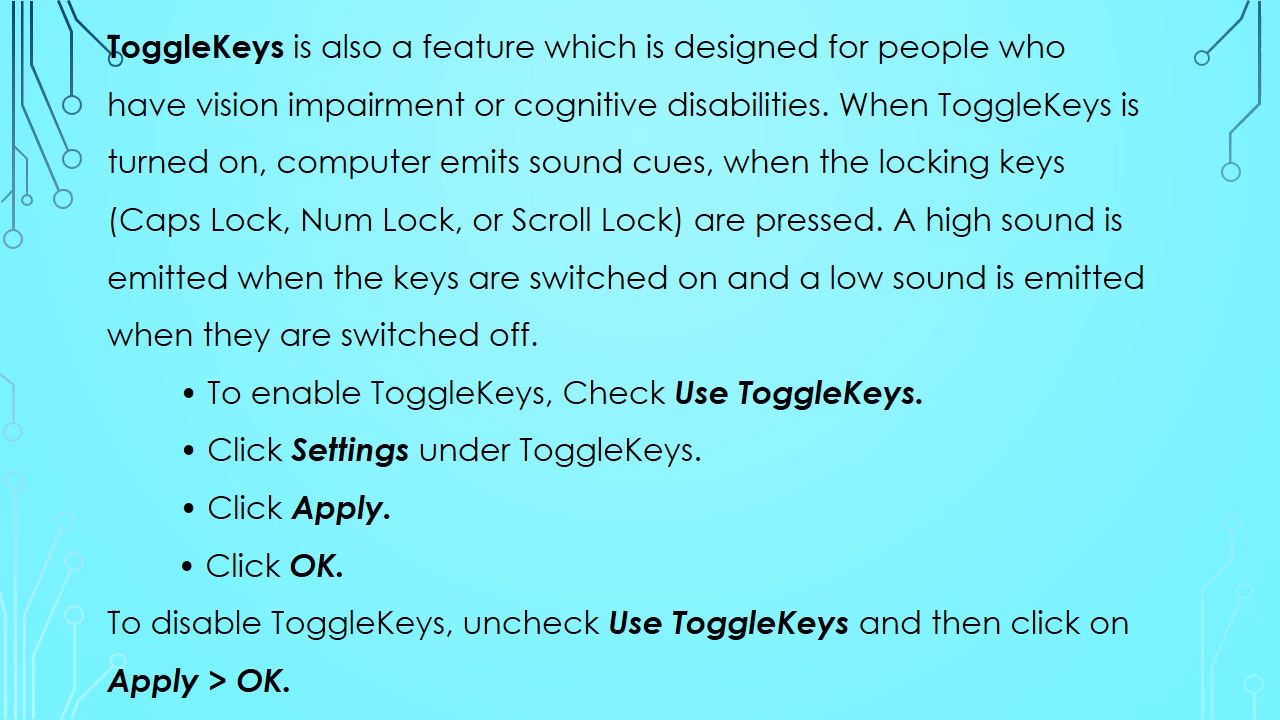 ToggleKeys is also a feature which is designed for people who
have vision impairment or cognitive disabilities. When ToggleKeys is
turned on, computer emits sound cues, when the locking keys
(Caps Lock, Num Lock, or Scroll Lock) are pressed. A high sound is
emitted when the keys are switched on and a low sound is emitted
when they are switched off.
• To enable ToggleKeys, Check Use ToggleKeys.
• Click Settings under ToggleKeys.
• Click Apply.
• Click OK.
To disable ToggleKeys, uncheck Use ToggleKeys and then click on
Apply > OK.